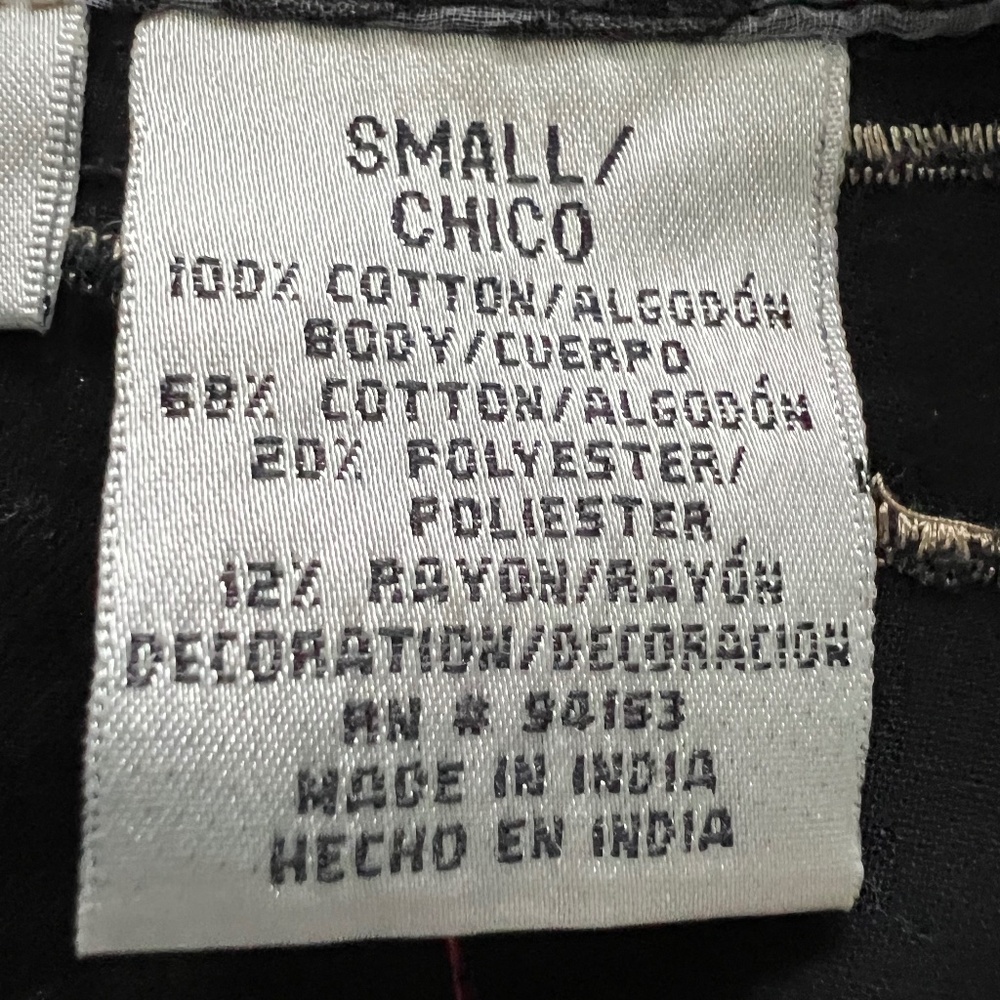 SMALL/
CHICO
100% COTTON/ALGODÓN
BODY/CUERPO
68% COTTON/ALGODÓN
20% POLYESTER/
POLIESTER
12% RAYON/RAYÓN
DECORATION/DECORACION
RN # 94163
MADE IN INDIA
HECHO EN INDIA